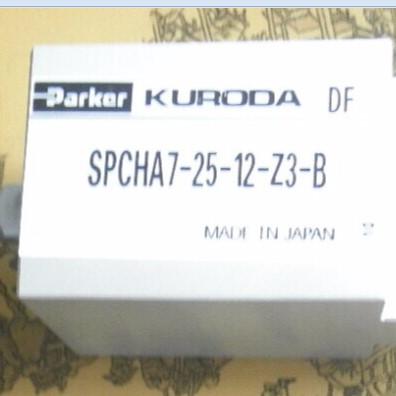 Parker KURODA DF
SPCHA7-25-12-Z3-B
MADE IN JAPAN